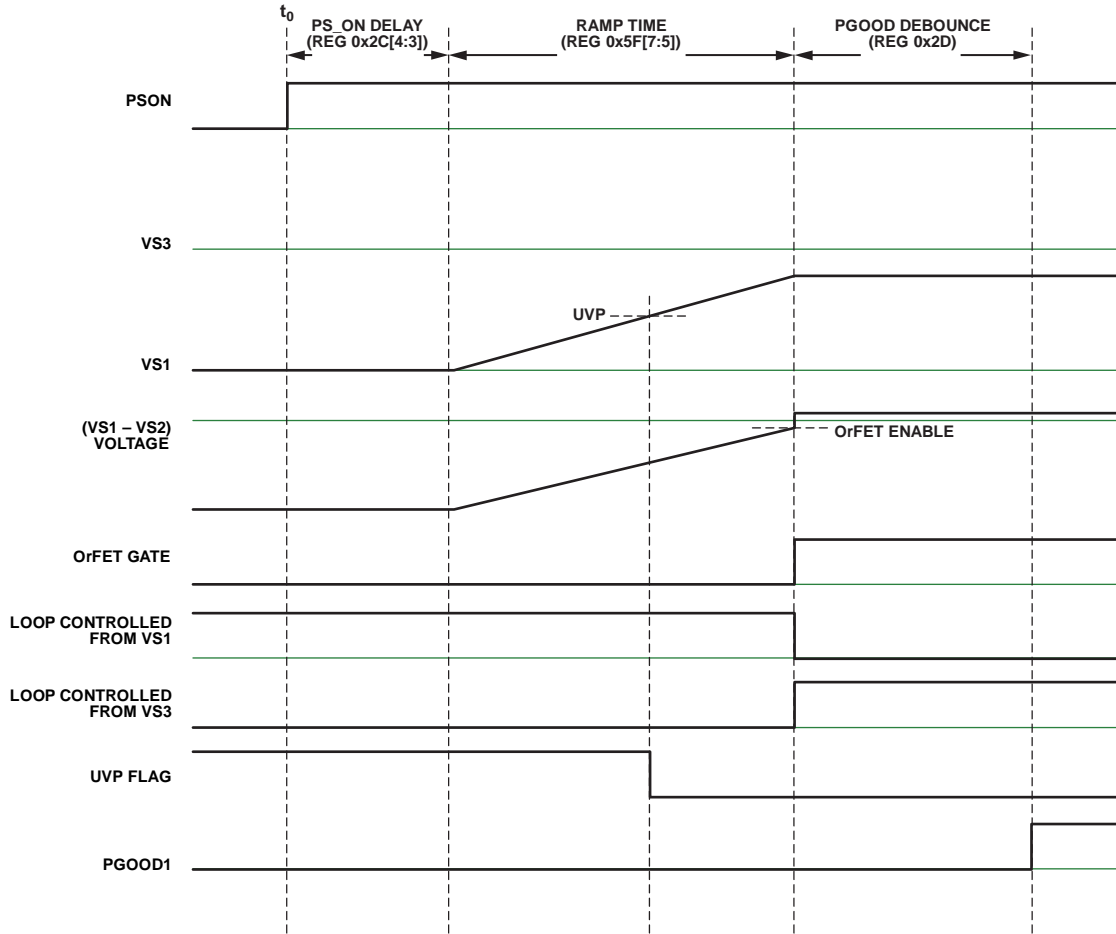 t0
PS_ON DELAY
(REG 0x2C[4:3])
RAMP TIME
(REG 0x5F[7:5])
PGOOD DEBOUNCE
(REG 0x2D)
PSON
VS3
UVP
VS1
(VS1 – VS2)
VOLTAGE
OrFET ENABLE
OrFET GATE
LOOP CONTROLLED
FROM VS1
LOOP CONTROLLED
FROM VS3
UVP FLAG
PGOOD1